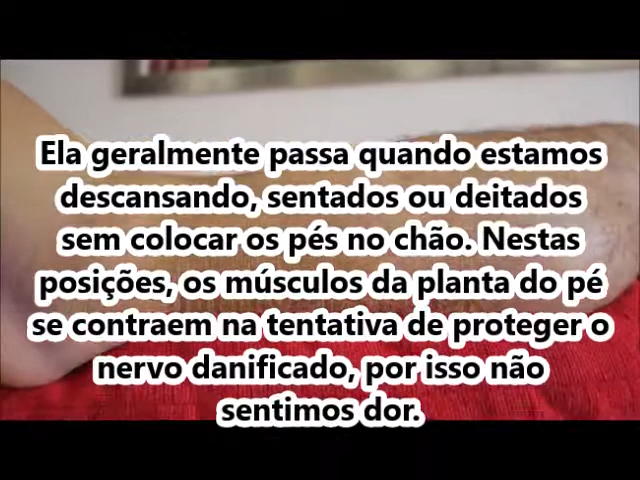 Ela geralmente passa quando estamos
descansando, sentados ou deitados
sem colocar os pés no chão. Nestas
posições, os músculos da planta do pé
se contraem na tentativa de proteger o
nervo danificado, por isso não
sentimos dor.